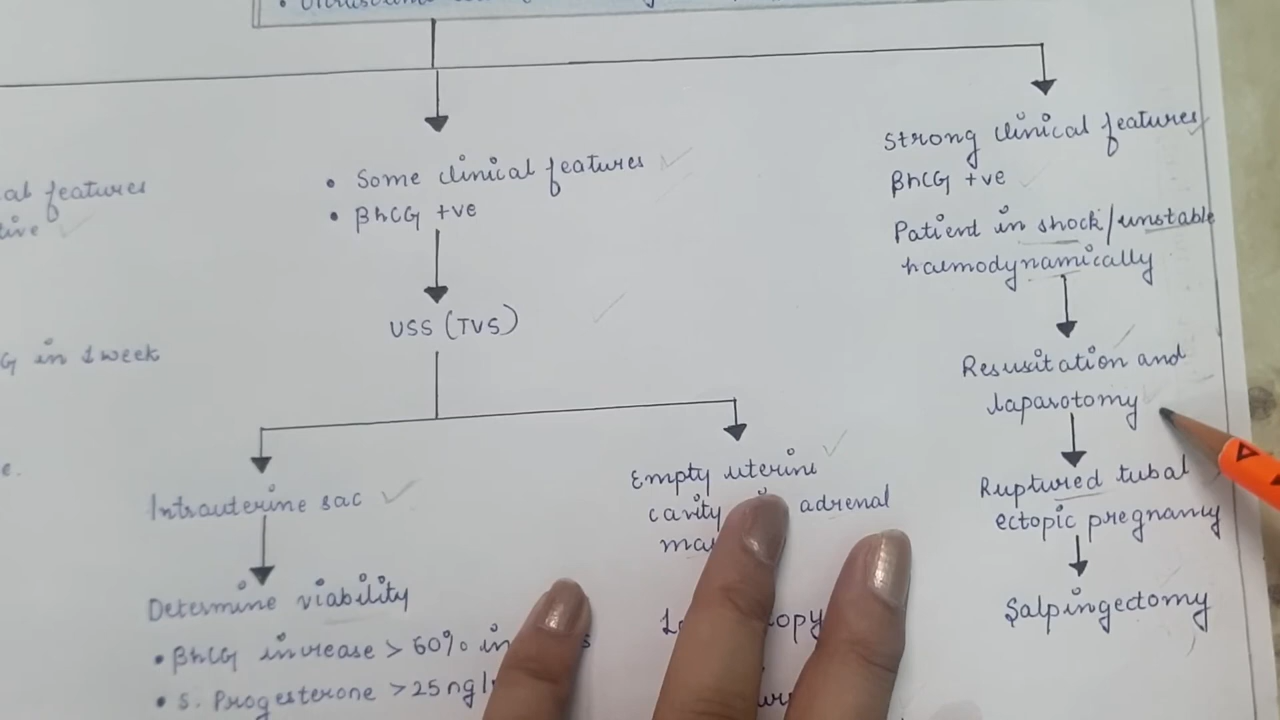 al features
tive
G in 1 week
e.
• Some clinical features
• βhCG +ve
USS (TVS)
Intrauterine sac
Determine viability
• βhCG increase > 60% in
• S. Progesterone > 25 ng/
Empty uterine
cavity adrenal
Strong clinical features
βhCG +ve
Patient in shock/unstable
haemodynamically
Resusitation and
laparotomy
Ruptured tubal
ectopic pregnancy
Salpingectomy